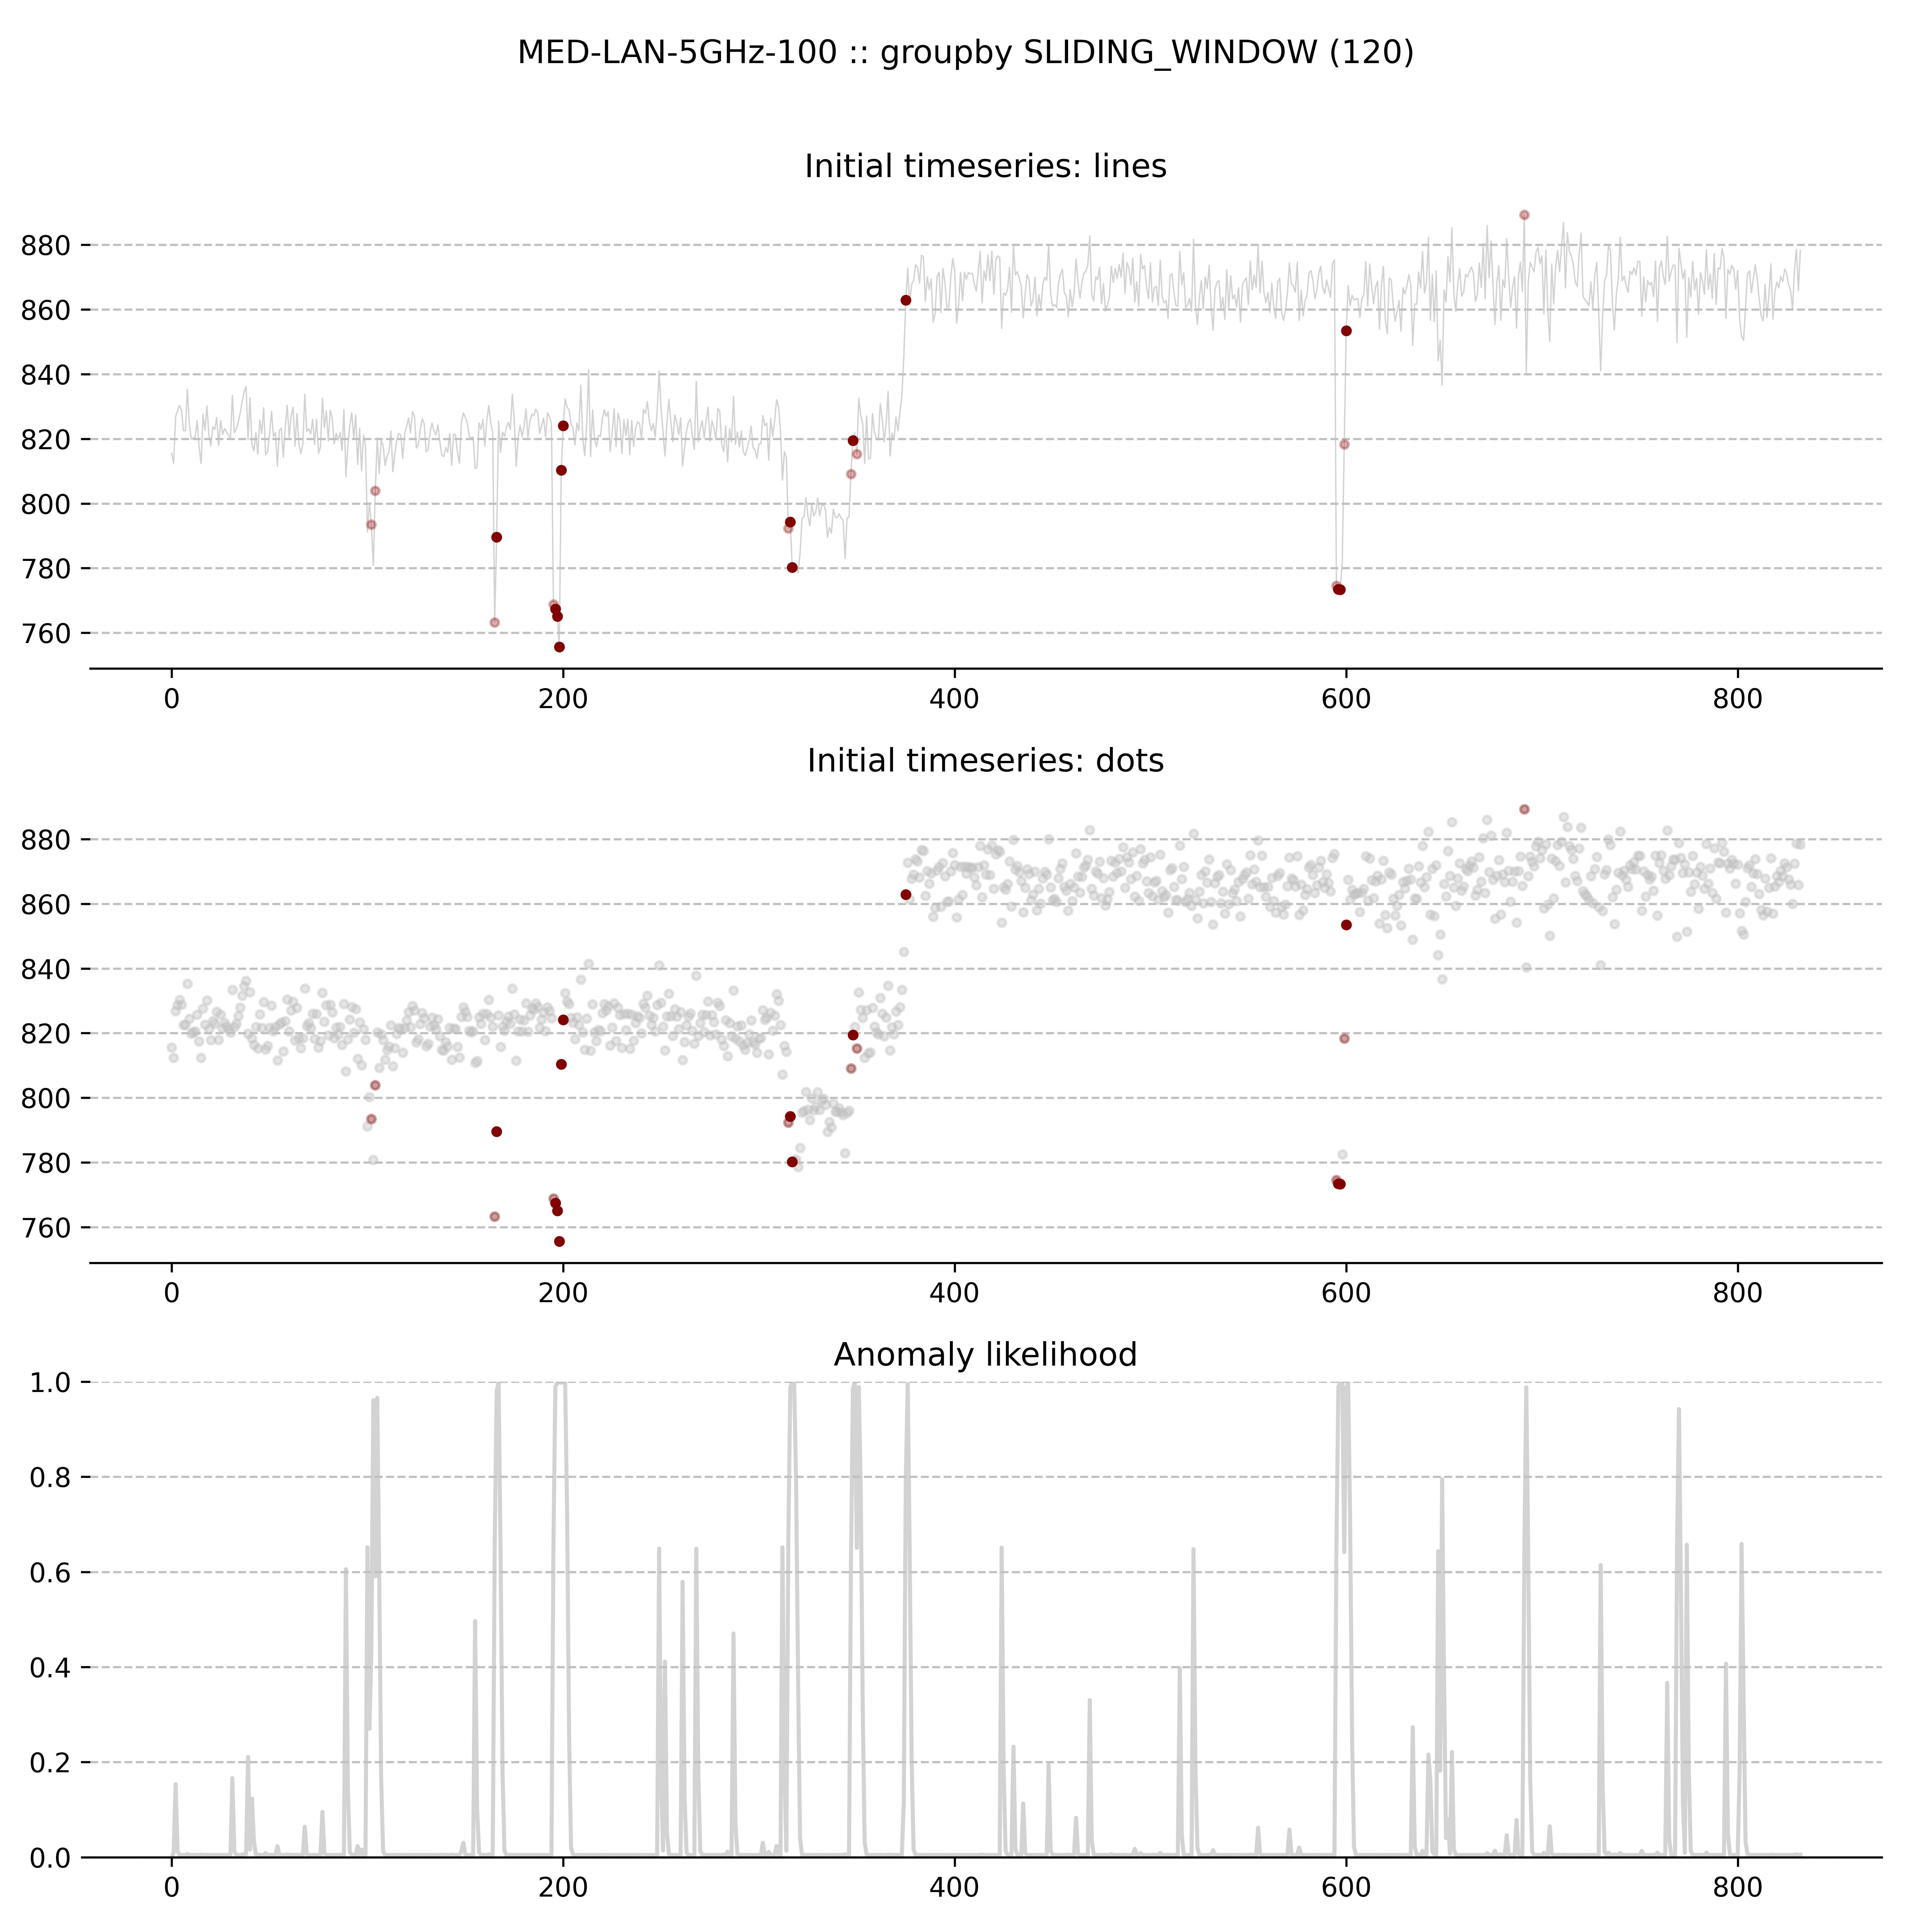 MED-LAN-5GHz-100 :: groupby SLIDING_WINDOW (120)
Initial timeseries: lines
880
860
840
820
800
780
760
0 200 400 600 800
Initial timeseries: dots
880
860
840
820
800
780
760
0 200 400 600 800
Anomaly likelihood
1.0
0.8
0.6
0.4
0.2
0.0
0 200 400 600 800